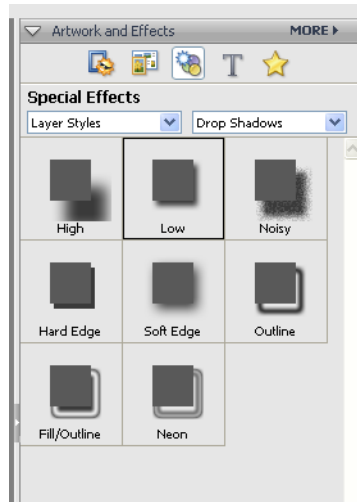 Artwork and Effects MORE
T
Special Effects
Layer Styles Drop Shadows
High Low Noisy
Hard Edge Soft Edge Outline
Fill/Outline Neon